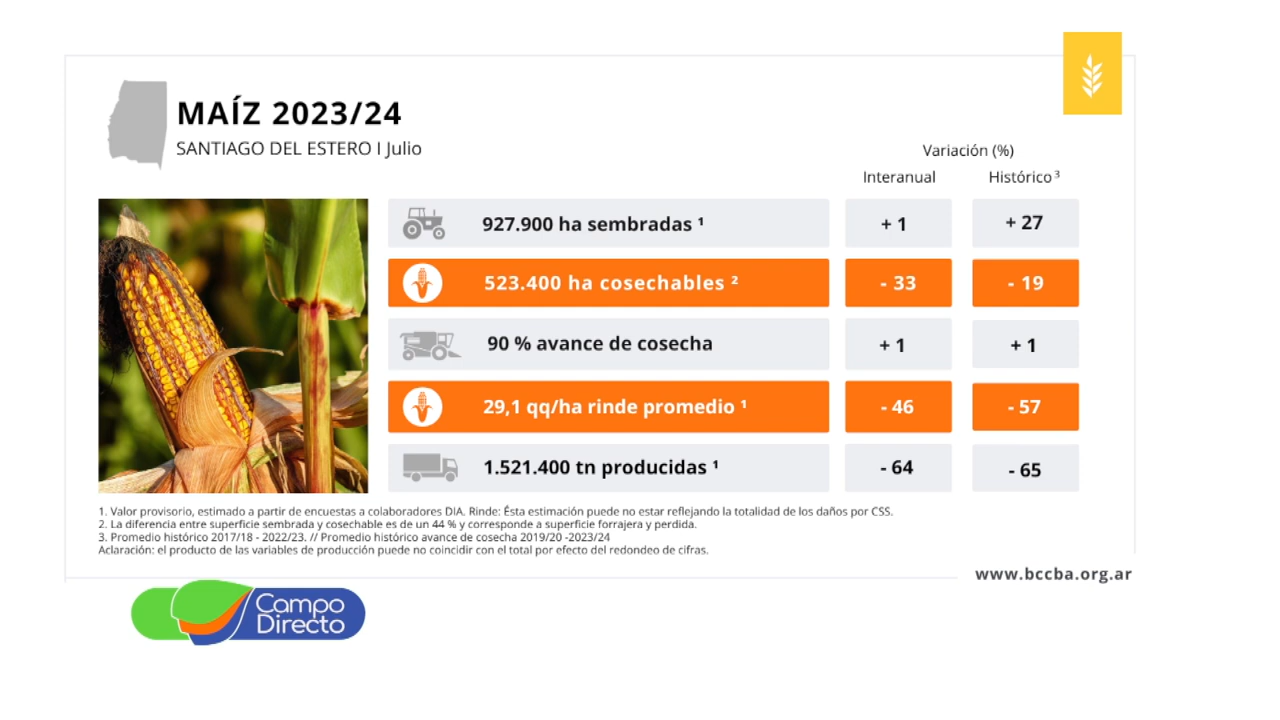 MAÍZ 2023/24
SANTIAGO DEL ESTERO I Julio
Variación (%)
Interanual Histórico ³
927.900 ha sembradas ¹ + 1 + 27
523.400 ha cosechables ² - 33 - 19
90 % avance de cosecha + 1 + 1
29,1 qq/ha rinde promedio ¹ - 46 - 57
1.521.400 tn producidas ¹ - 64 - 65
1. Valor provisorio, estimado a partir de encuestas a colaboradores DIA. Rinde: Ésta estimación puede no estar reflejando la totalidad de los daños por CSS.
2. La diferencia entre superficie sembrada y cosechable es de un 44 % y corresponde a superficie forrajera y perdida.
3. Promedio histórico 2017/18 - 2022/23. // Promedio histórico avance de cosecha 2019/20 -2023/24
Aclaración: el producto de las variables de producción puede no coincidir con el total por efecto del redondeo de cifras.
www.bccba.org.ar
Campo
Directo